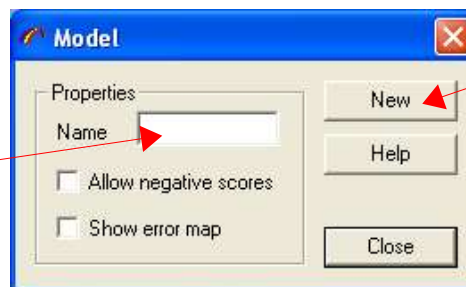 Model
Properties
Name
New
Allow negative scores
Help
Show error map
Close